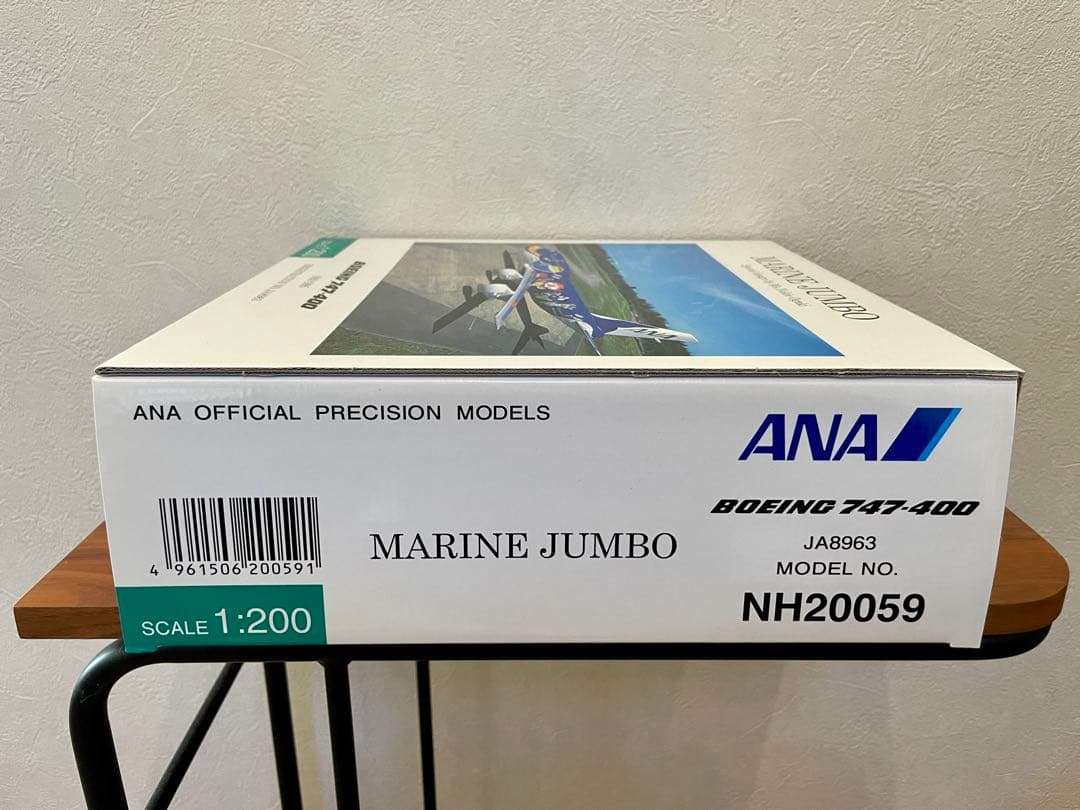 BOEING 747-400
MARINE JUMBO
ANA
ANA OFFICIAL PRECISION MODELS
ANA
BOEING 747-400
JA8963
MODEL NO.
NH20059
MARINE JUMBO
4 961506 200591
SCALE 1:200